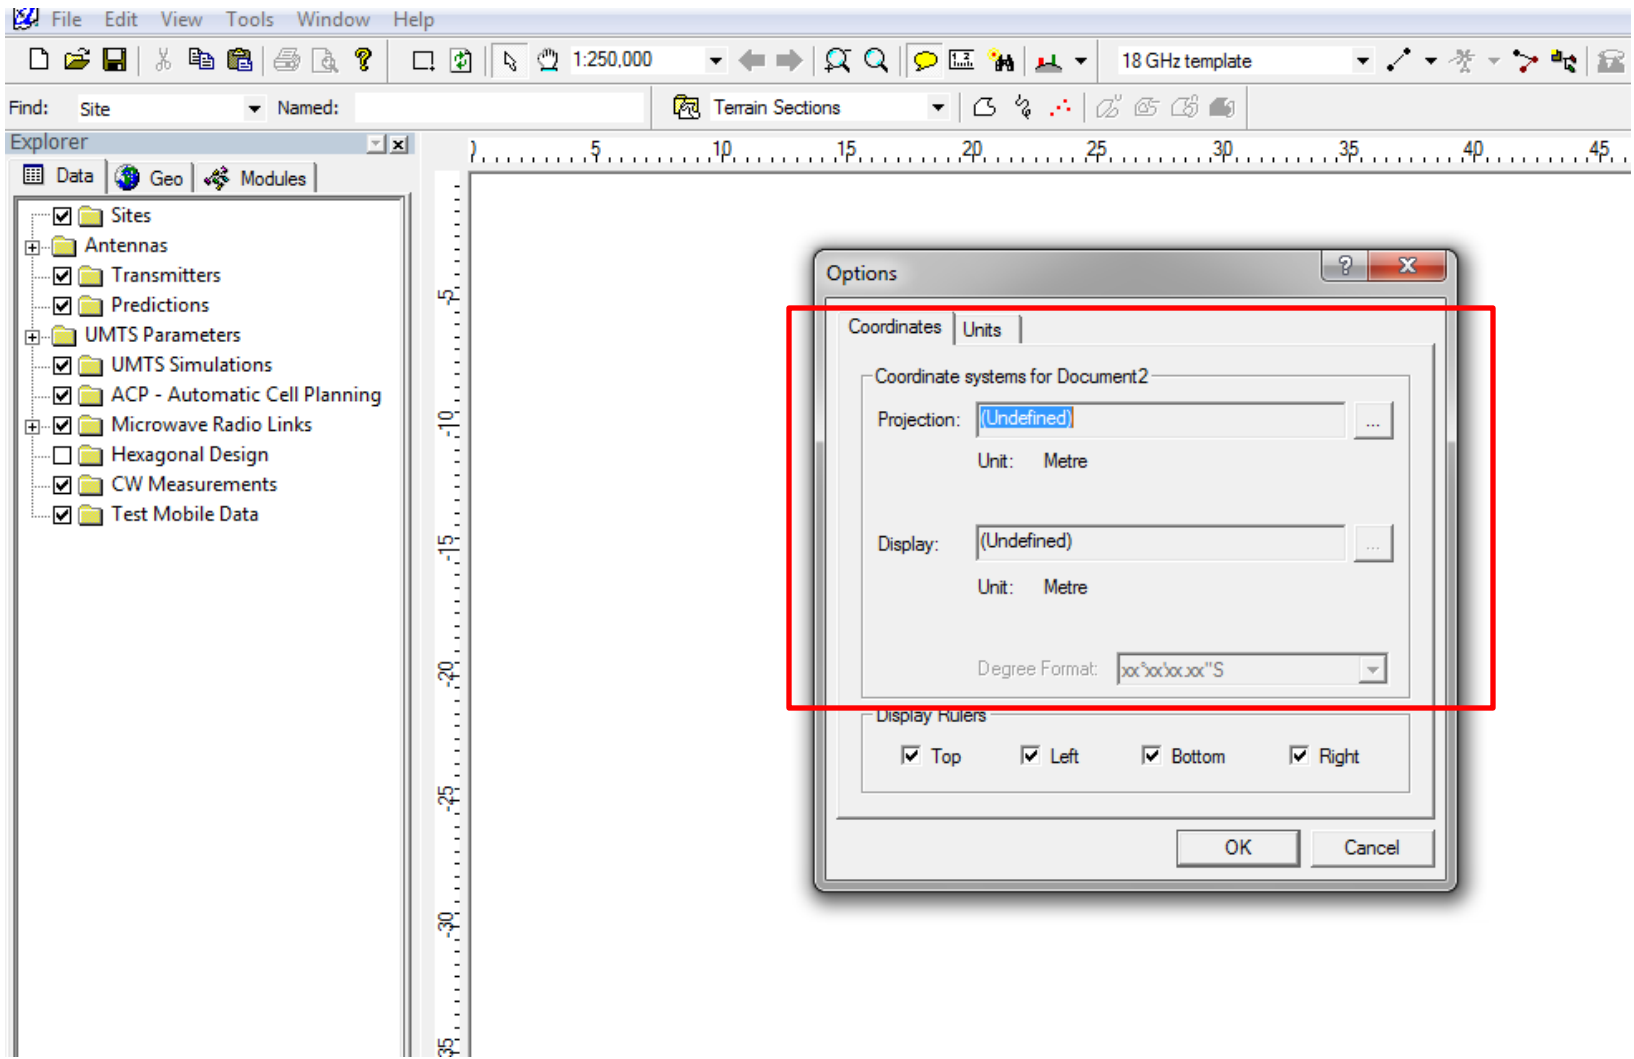 File Edit View Tools Window Help
1:250,000 18 GHz template
Find: Site Named: Terrain Sections
Explorer
Data Geo Modules
Sites
Antennas
Transmitters
Predictions
UMTS Parameters
UMTS Simulations
ACP - Automatic Cell Planning
Microwave Radio Links
Hexagonal Design
CW Measurements
Test Mobile Data
5 10 15 20 25 30 35 40 45
-5
-10
-15
-20
-25
-30
35
Options
Coordinates Units
Coordinate systems for Document2
Projection: (Undefined) ...
Unit: Metre
Display: (Undefined) ...
Unit: Metre
Degree Format: xx°xx'xx.xx"S
Display Rulers
Top Left Bottom Right
OK Cancel